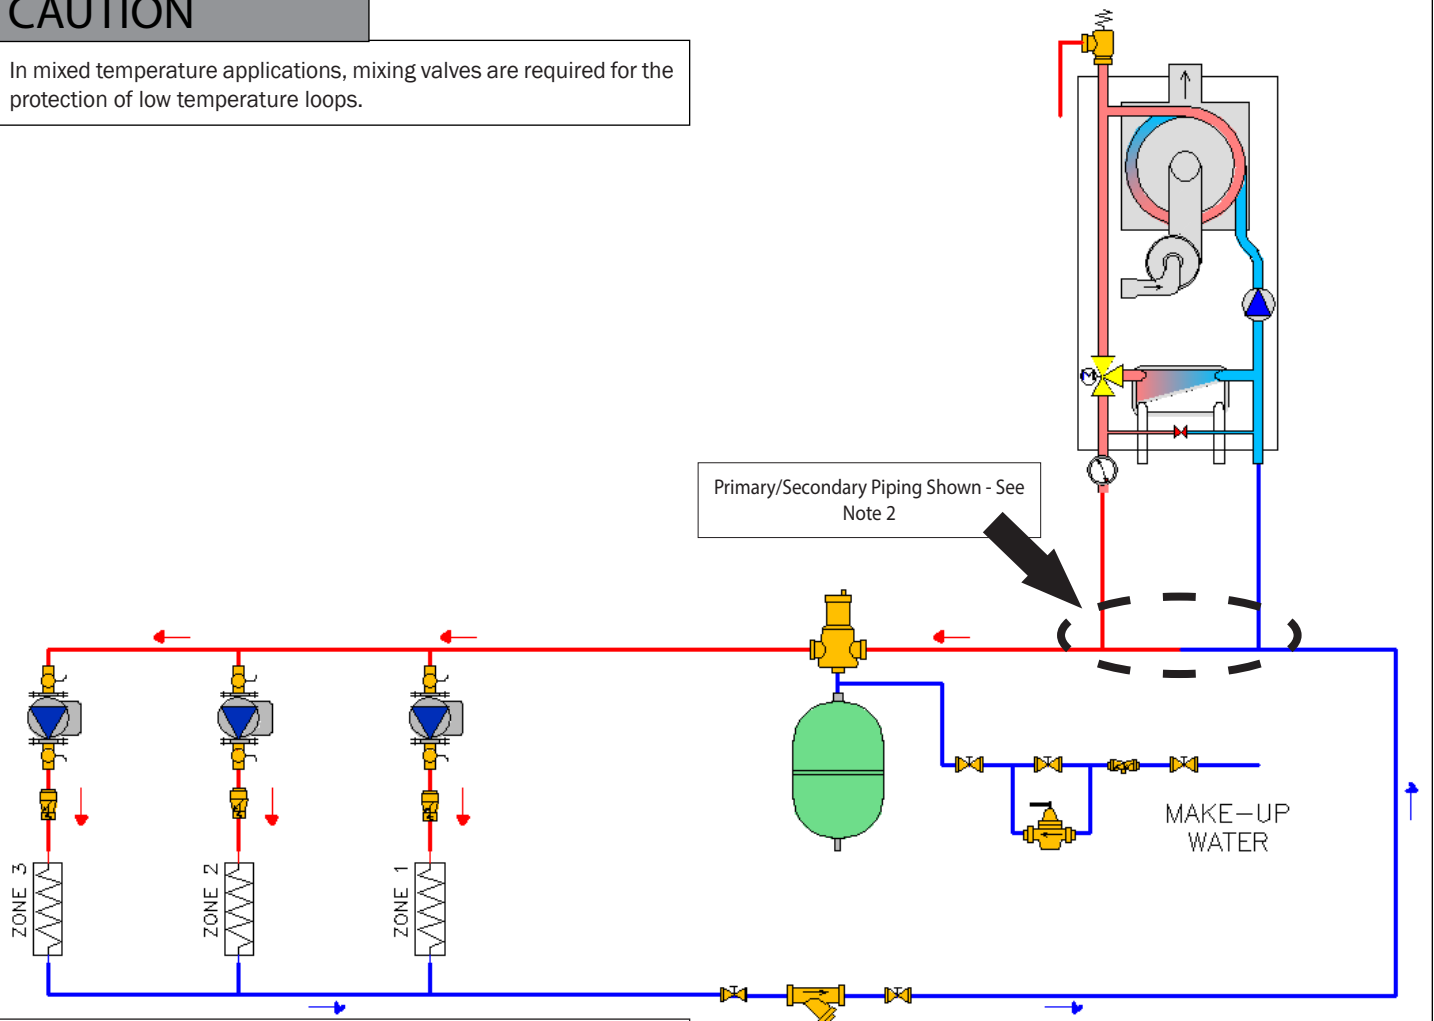 CAUTION
In mixed temperature applications, mixing valves are required for the
protection of low temperature loops.
M
Primary/Secondary Piping Shown - See
Note 2
MAKE-UP
WATER
ZONE 3
ZONE 2
ZONE 1